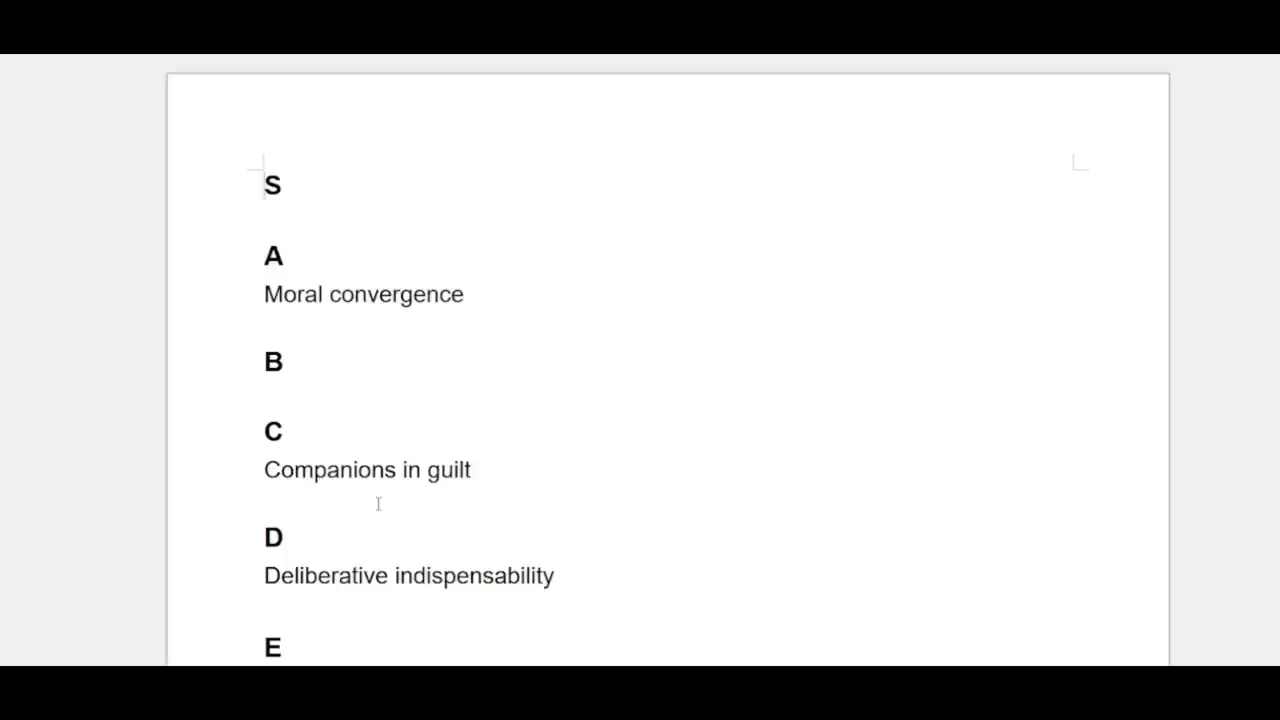 S
A
Moral convergence
B
C
Companions in guilt
D
Deliberative indispensability
E